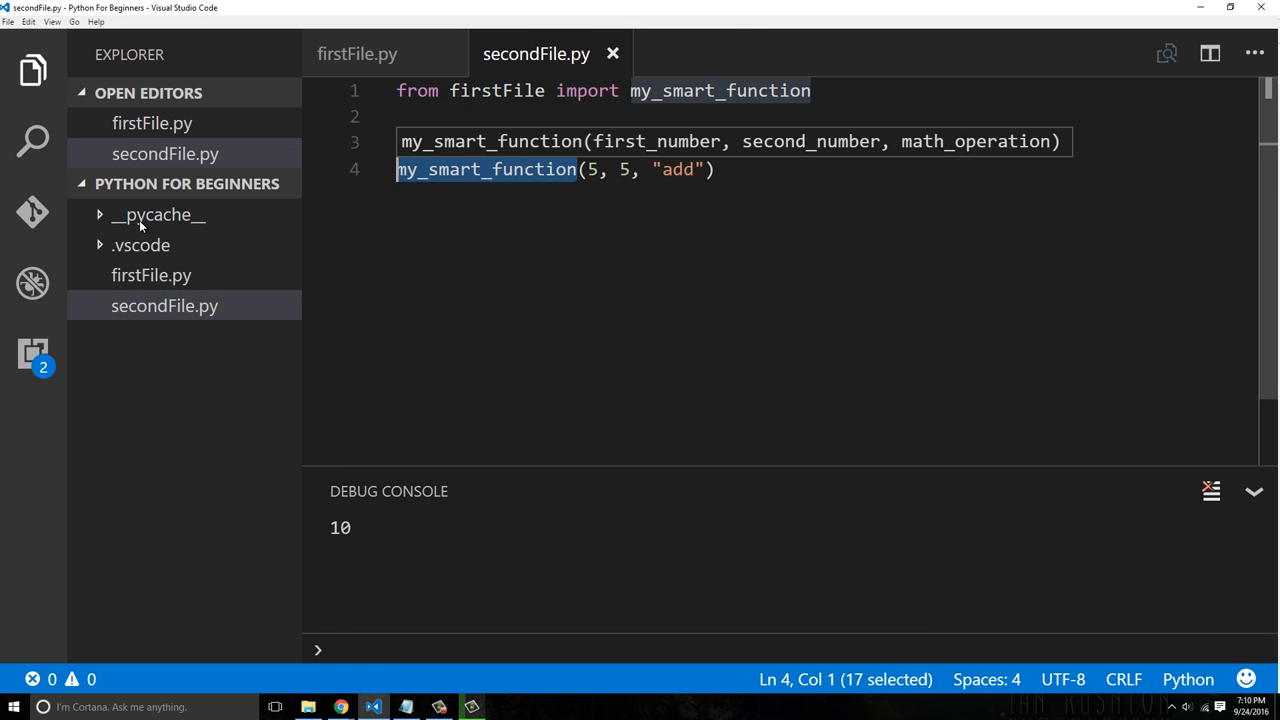 secondFile.py - Python For Beginners - Visual Studio Code
File Edit View Go Help
EXPLORER
OPEN EDITORS
firstFile.py
secondFile.py
PYTHON FOR BEGINNERS
__pycache__
.vscode
firstFile.py
secondFile.py
2
firstFile.py
secondFile.py
1 from firstFile import my_smart_function
2
3
my_smart_function(first_number, second_number, math_operation)
4 my_smart_function(5, 5, "add")
DEBUG CONSOLE
10
0 0
Ln 4, Col 1 (17 selected) Spaces: 4 UTF-8 CRLF Python
I'm Cortana. Ask me anything.
7:10 PM
9/24/2016